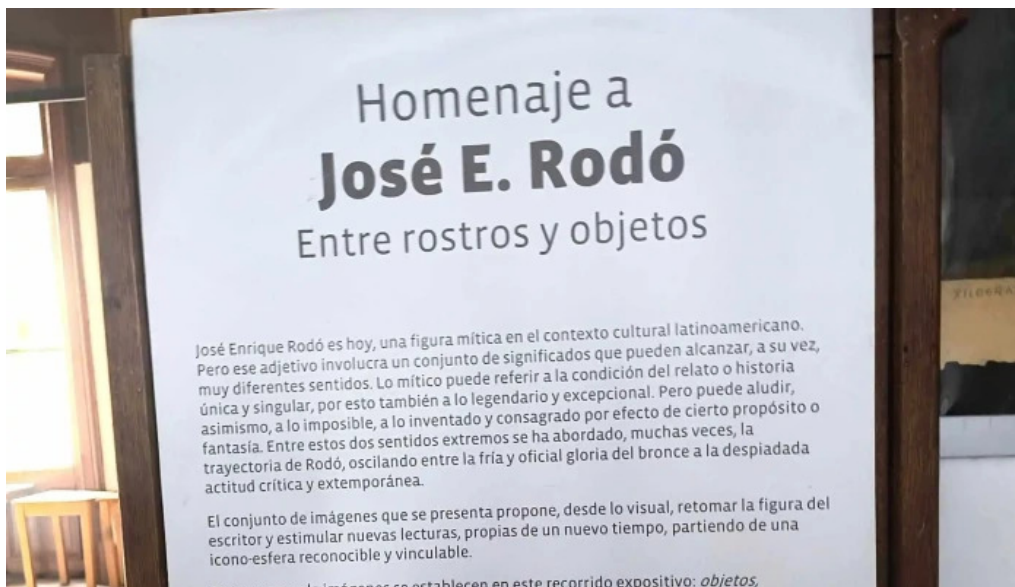 Homenaje a
José E. Rodó
Entre rostros y objetos
José Enrique Rodó es hoy, una figura mítica en el contexto cultural latinoamericano.
Pero ese adjetivo involucra un conjunto de significados que pueden alcanzar, a su vez,
muy diferentes sentidos. Lo mítico puede referir a la condición del relato o historia
única y singular, por esto también a lo legendario y excepcional. Pero puede aludir,
asimismo, a lo imposible, a lo inventado y consagrado por efecto de cierto propósito o
fantasía. Entre estos dos sentidos extremos se ha abordado, muchas veces, la
trayectoria de Rodó, oscilando entre la fría y oficial gloria del bronce a la despiadada
actitud crítica y extemporánea.
El conjunto de imágenes que se presenta propone, desde lo visual, retomar la figura del
escritor y estimular nuevas lecturas, propias de un nuevo tiempo, partiendo de una
icono-esfera reconocible y vinculable.
de imágenes se establecen en este recorrido expositivo: objetos,